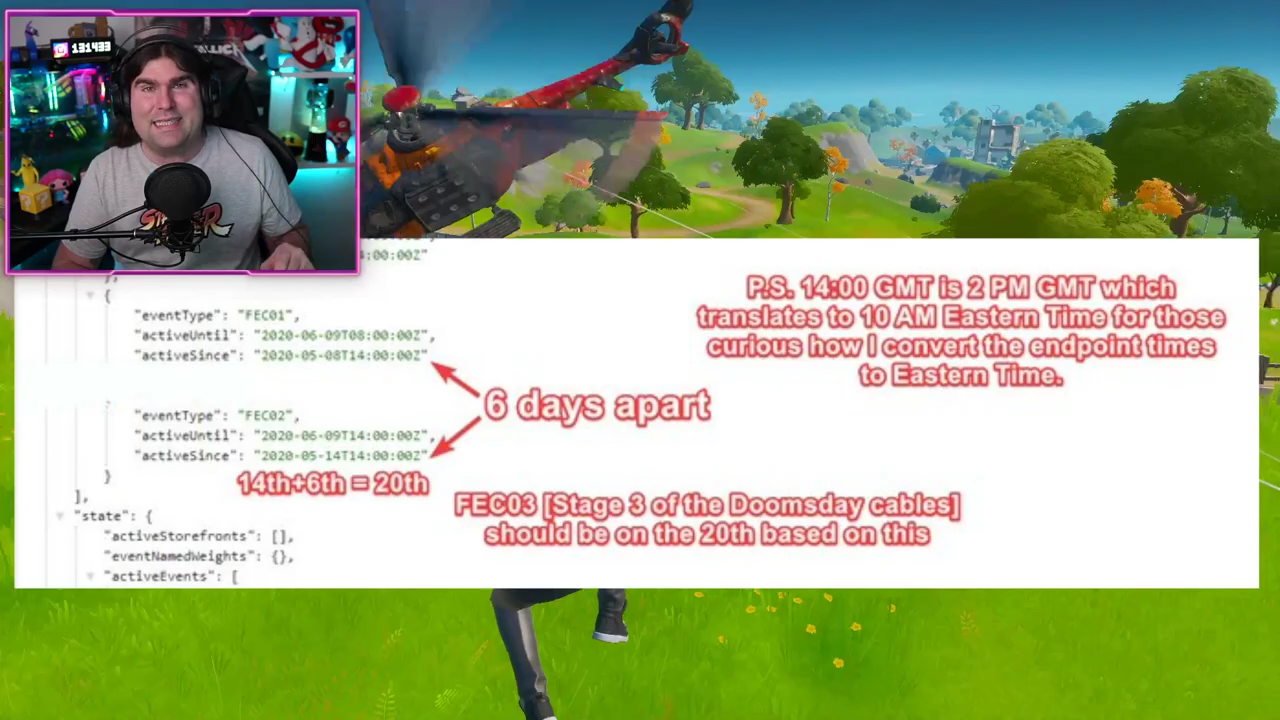 131433
4:00:00Z"
},
{
"eventType": "FEC01",
"activeUntil": "2020-06-09T08:00:00Z",
"activeSince": "2020-05-08T14:00:00Z"
"eventType": "FEC02",
"activeUntil": "2020-06-09T14:00:00Z",
"activeSince": "2020-05-14T14:00:00Z"
}
],
"state": {
"activeStorefronts": [],
"eventNamedWeights": {},
"activeEvents": [
P.S. 14:00 GMT is 2 PM GMT which
translates to 10 AM Eastern Time for those
curious how I convert the endpoint times
to Eastern Time.
6 days apart
14th+6th = 20th
FEC03 [Stage 3 of the Doomsday cables]
should be on the 20th based on this